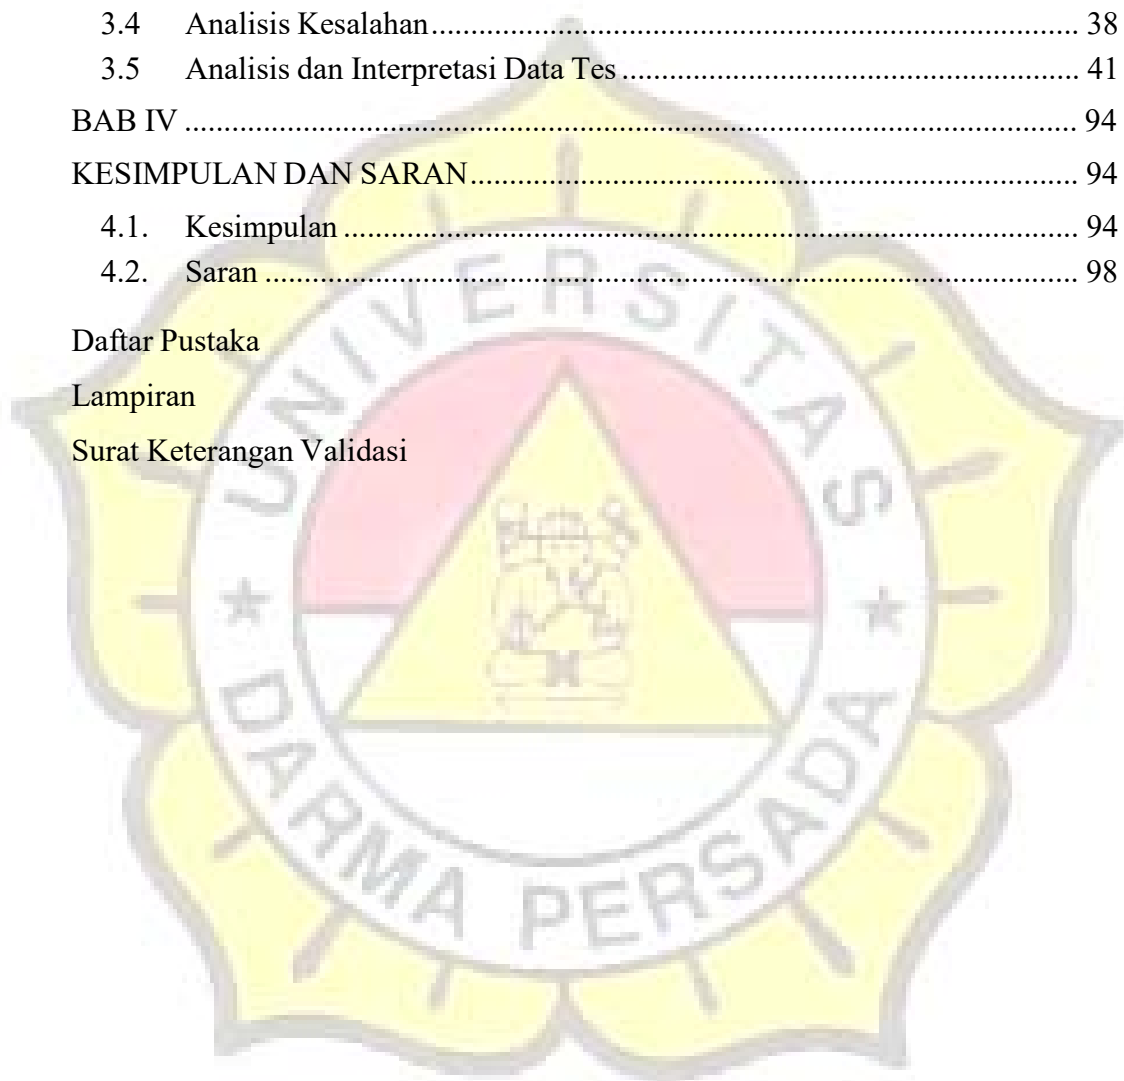 3.4 Analisis Kesalahan................................................................................ 38
3.5 Analisis dan Interpretasi Data Tes......................................................... 41
BAB IV................................................................................................................ 94
KESIMPULAN DAN SARAN............................................................................ 94
4.1. Kesimpulan............................................................................................ 94
4.2. Saran...................................................................................................... 98
Daftar Pustaka
Lampiran
Surat Keterangan Validasi
UNIVERSITAS
DARMA PERSADA